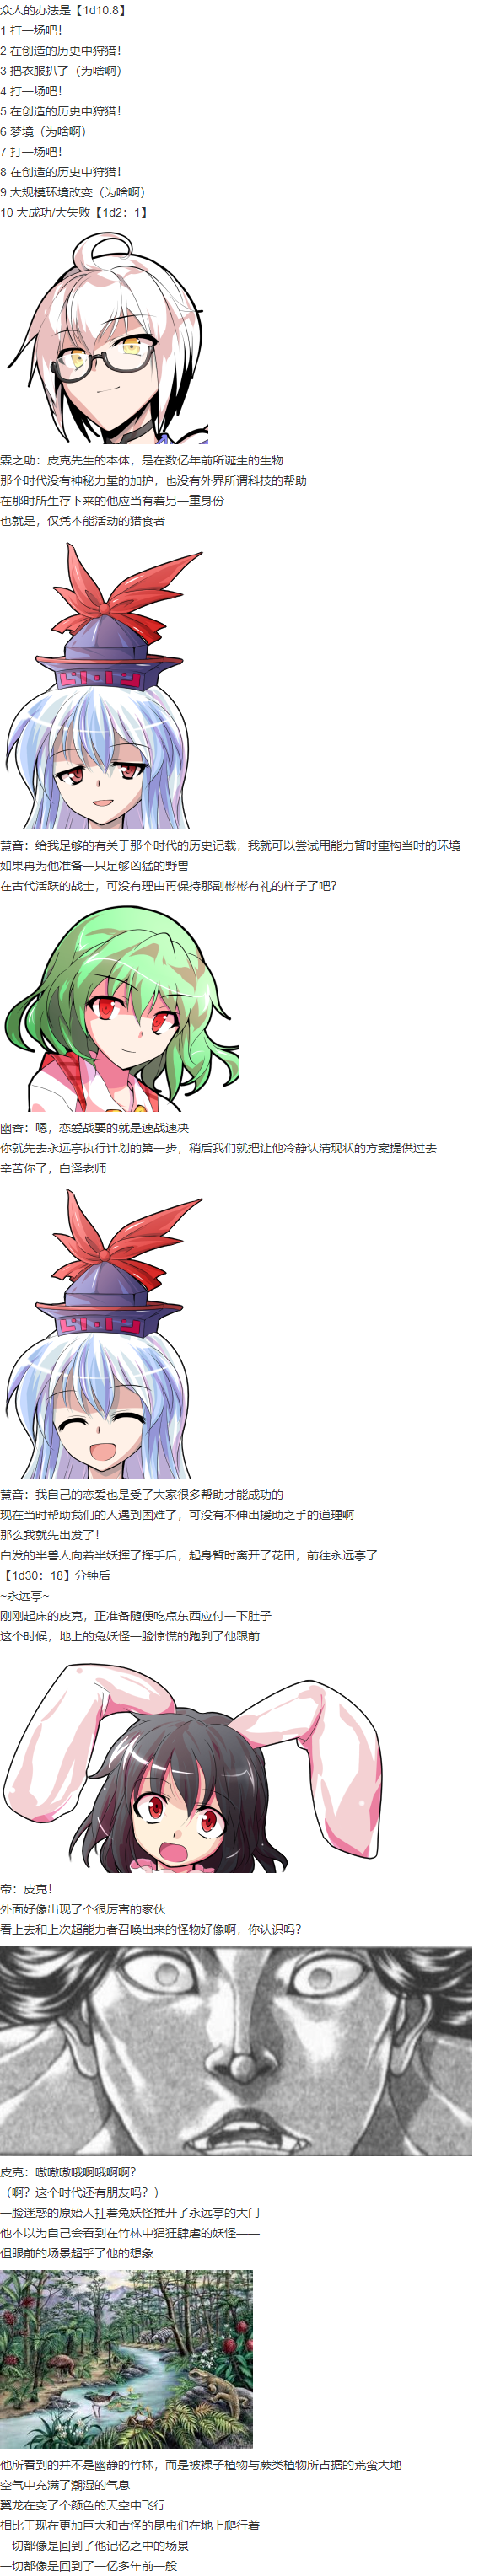 众人的办法是【1d10:8】
1 打一场吧！
2 在创造的历史中狩猎！
3 把衣服扒了（为啥啊）
4 打一场吧！
5 在创造的历史中狩猎！
6 梦境（为啥啊）
7 打一场吧！
8 在创造的历史中狩猎！
9 大规模环境改变（为啥啊）
10 大成功/大失败【1d2：1】
霖之助：皮克先生的本体，是在数亿年前所诞生的生物
那个时代没有神秘力量的加护，也没有外界所谓科技的帮助
在那时所生存下来的他应当有着另一重身份
也就是，仅凭本能活动的猎食者
慧音：给我足够的有关于那个时代的历史记载，我就可以尝试用能力暂时重构当时的环境
如果再为他准备一只足够凶猛的野兽
在古代活跃的战士，可没有理由再保持那副彬彬有礼的样子了吧？
幽香：嗯，恋爱战要的就是速战速决
你就先去永远亭执行计划的第一步，稍后我们就把让他冷静认清现状的方案提供过去
辛苦你了，白泽老师
慧音：我自己的恋爱也是受了大家很多帮助才能成功的
现在当时帮助我们的人遇到困难了，可没有不伸出援助之手的道理啊
那么我就先出发了！
白发的半兽人向着半妖挥了挥手后，起身暂时离开了花田，前往永远亭了
【1d30：18】分钟后
~永远亭~
刚刚起床的皮克，正准备随便吃点东西应付一下肚子
这个时候，地上的兔妖怪一脸惊慌的跑到了他跟前
帝：皮克！
外面好像出现了个很厉害的家伙
看上去和上次超能力者召唤出来的怪物好像啊，你认识吗？
皮克：嗷嗷嗷哦啊哦啊啊？
（啊？这个时代还有朋友吗？）
一脸迷惑的原始人扛着兔妖怪推开了永远亭的大门
他本以为自己会看到在竹林中猖狂肆虐的妖怪——
但眼前的场景超乎了他的想象
他所看到的并不是幽静的竹林，而是被裸子植物与蕨类植物所占据的荒蛮大地
空气中充满了潮湿的气息
翼龙在变了个颜色的天空中飞行
相比于现在更加巨大和古怪的昆虫们在地上爬行着
一切都像是回到了他记忆之中的场景
一切都像是回到了一亿多年前一般